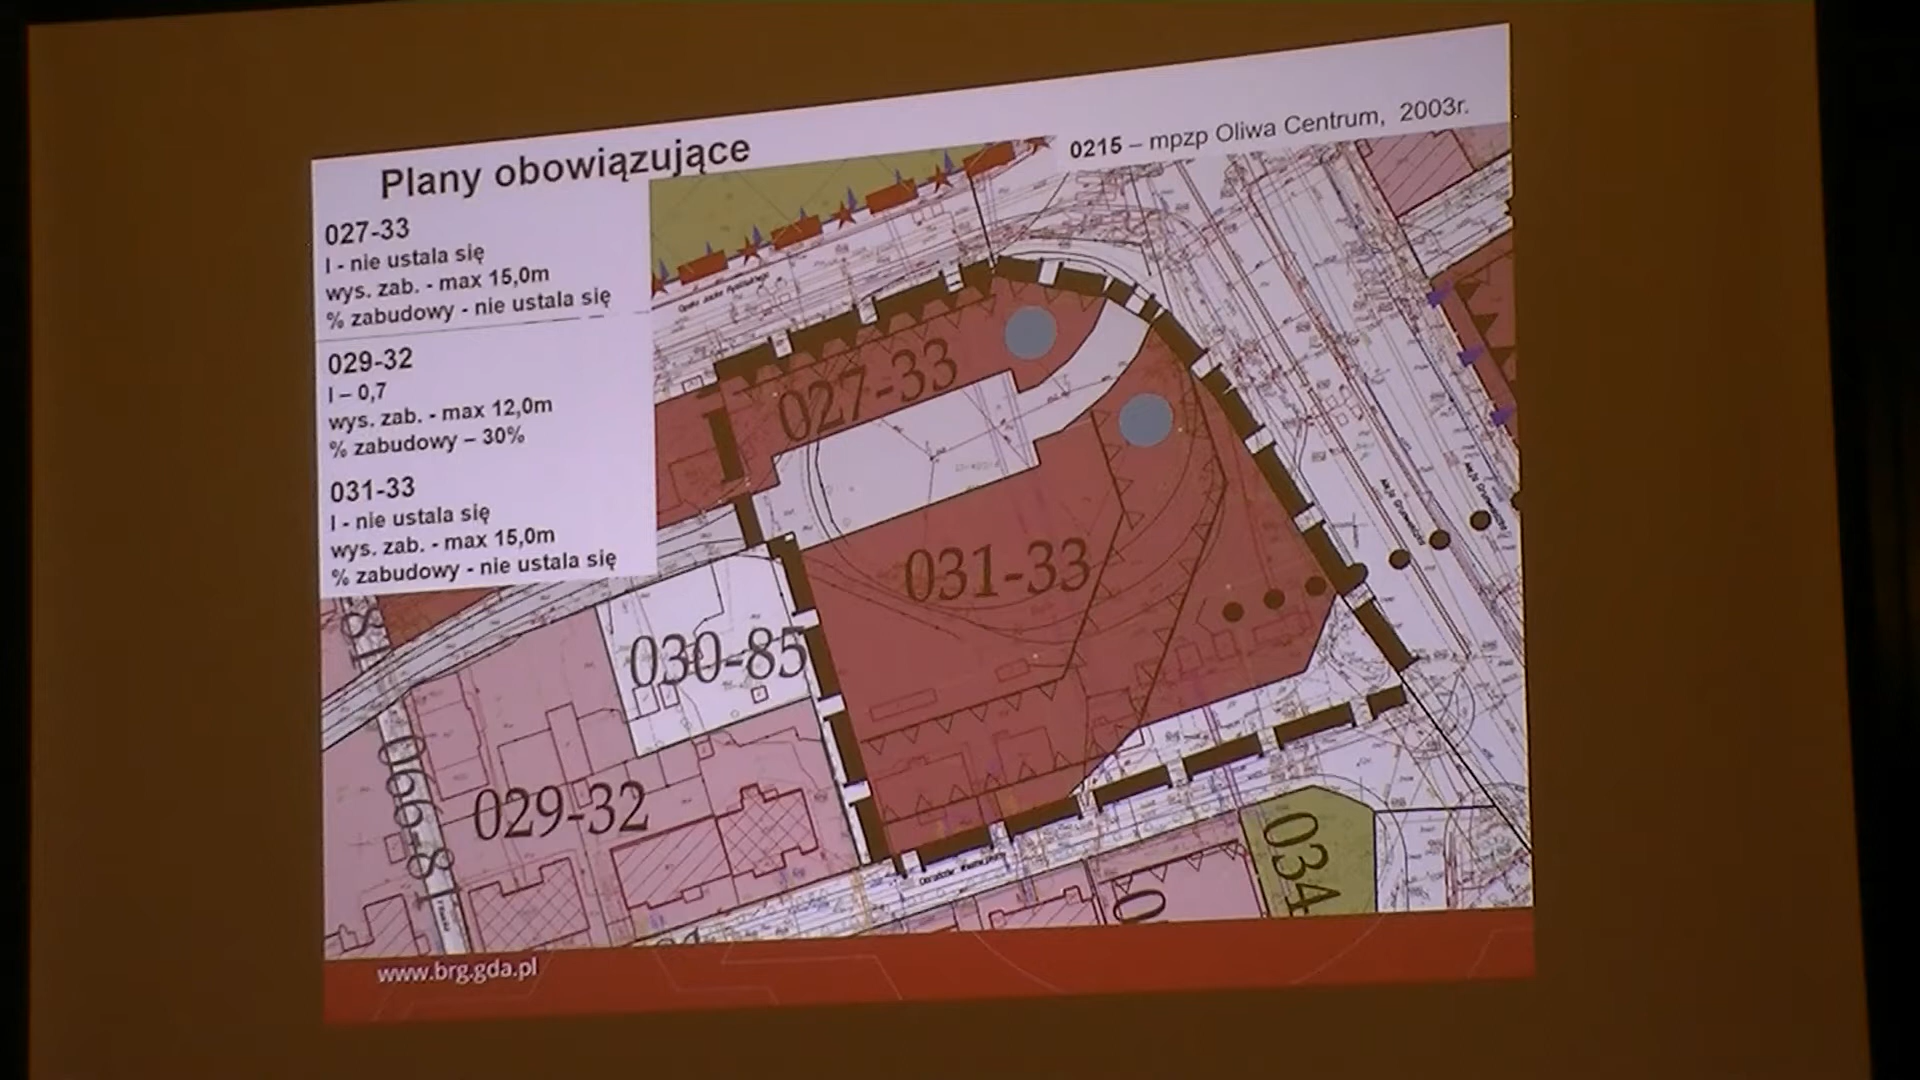 Plany obowiązujące
0215 – mpzp Oliwa Centrum, 2003r.
027-33
I - nie ustala się
wys. zab. - max 15,0m
% zabudowy - nie ustala się
029-32
I – 0,7
wys. zab. - max 12,0m
% zabudowy – 30%
031-33
I - nie ustala się
wys. zab. - max 15,0m
% zabudowy - nie ustala się
027-33
031-33
030-85
029-32
066-81
81
034
0
www.brg.gda.pl